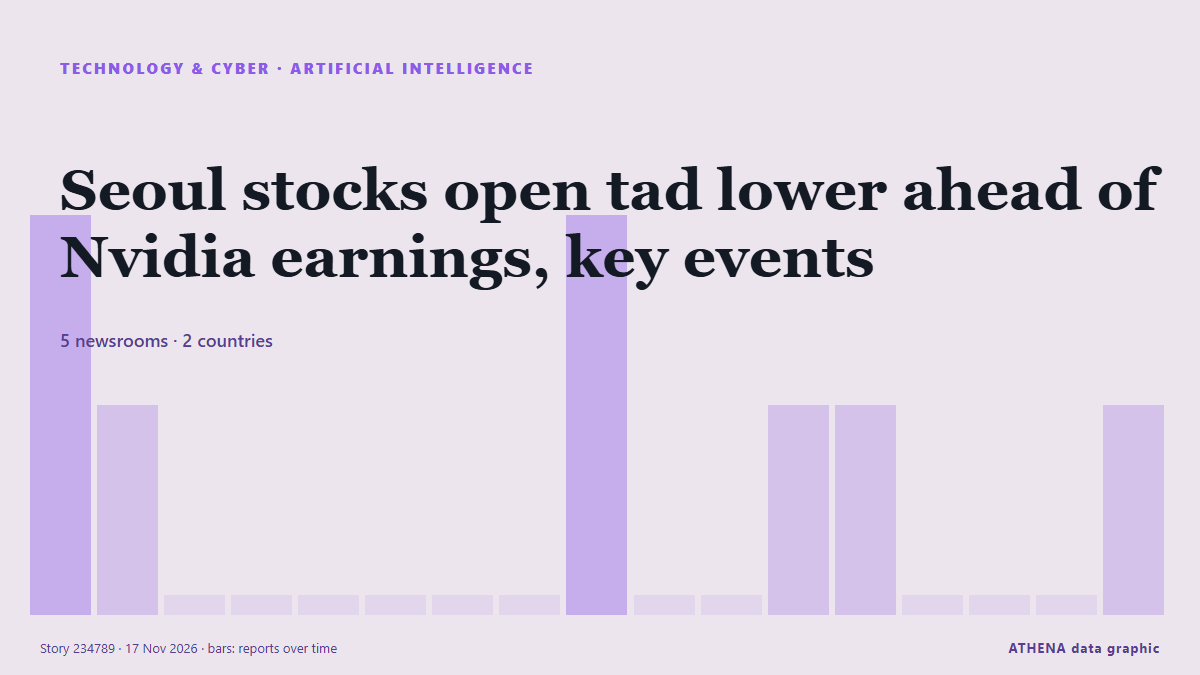 TECHNOLOGY & CYBER · ARTIFICIAL INTELLIGENCE
Seoul stocks open tad lower ahead of
Nvidia earnings, key events
5 newsrooms · 2 countries
Story 234789 · 17 Nov 2026 · bars: reports over time
ATHENA data graphic